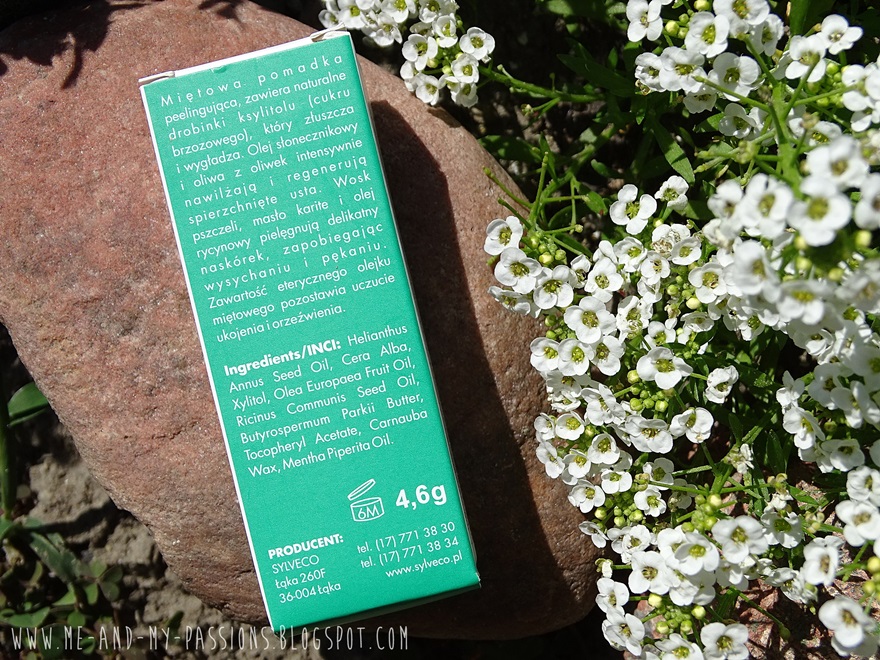 Miętowa pomadka
peelingująca, zawiera naturalne
drobinki ksylitolu (cukru
brzozowego), który złuszcza
i wygładza. Olej słonecznikowy
i oliwa z oliwek intensywnie
nawilżają i regenerują
spierzchnięte usta. Wosk
pszczeli, masło karite i olej
rycynowy pielęgnują delikatny
naskórek, zapobiegając
wysychaniu i pękaniu.
Zawartość eterycznego olejku
miętowego pozostawia uczucie
ukojenia i orzeźwienia.
Ingredients/INCI: Helianthus
Annus Seed Oil, Cera Alba,
Xylitol, Olea Europaea Fruit Oil,
Ricinus Communis Seed Oil,
Butyrospermum Parkii Butter,
Tocopheryl Acetate, Carnauba
Wax, Mentha Piperita Oil.
6M 4,6g
PRODUCENT:
SYLVECO
Łąka 260F
36-004 Łąka
tel. (17) 771 38 30
tel. (17) 771 38 34
www.sylveco.pl
WWW.ME-AND-MY-PASSIONS.BLOGSPOT.COM